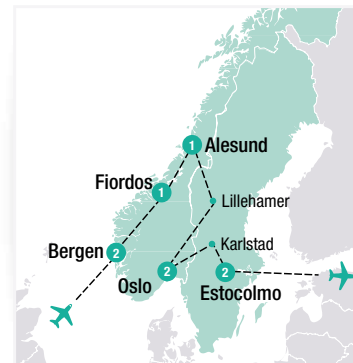 1 Alesund
Fiordos 1
Lillehamer
Karlstad
Bergen 2
Oslo 2
2
Estocolmo